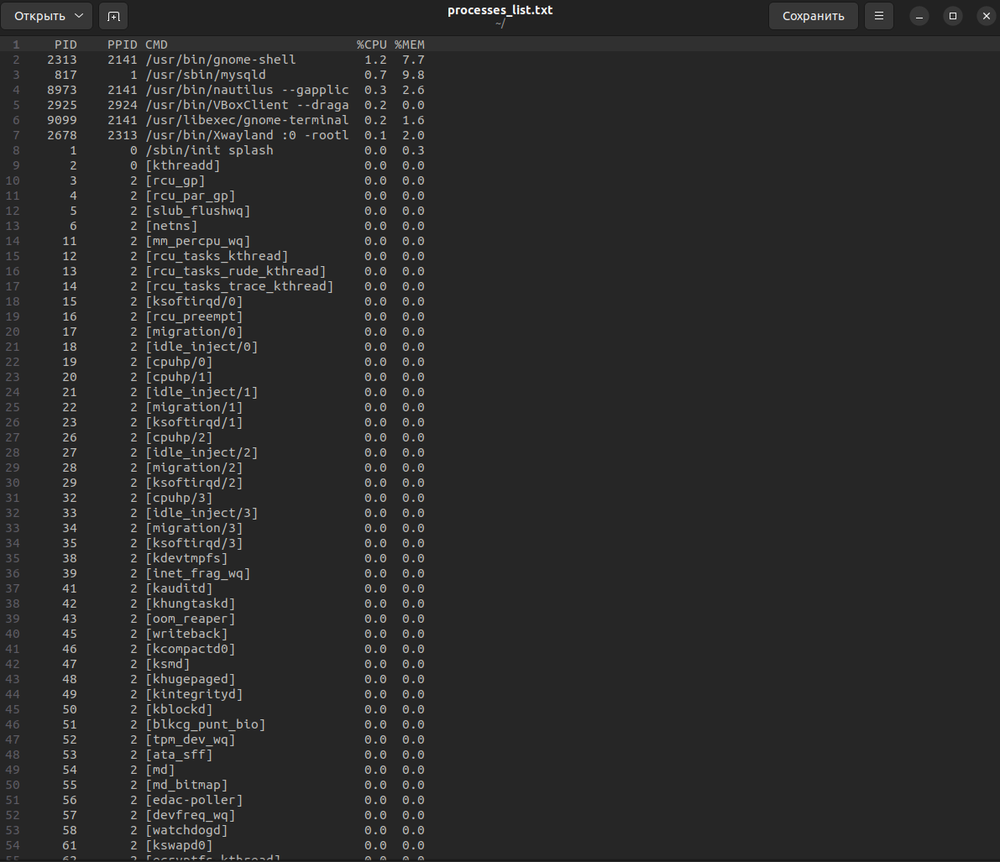 Открыть
processes_list.txt
~/
Сохранить
1 PID PPID CMD %CPU %MEM
2 2313 2141 /usr/bin/gnome-shell 1.2 7.7
3 817 1 /usr/sbin/mysqld 0.7 9.8
4 8973 2141 /usr/bin/nautilus --gapplic 0.3 2.6
5 2925 2924 /usr/bin/VBoxClient --draga 0.2 0.0
6 9099 2141 /usr/libexec/gnome-terminal 0.2 1.6
7 2678 2313 /usr/bin/Xwayland :0 -rootl 0.1 2.0
8 1 0 /sbin/init splash 0.0 0.3
9 2 0 [kthreadd] 0.0 0.0
10 3 2 [rcu_gp] 0.0 0.0
11 4 2 [rcu_par_gp] 0.0 0.0
12 5 2 [slub_flushwq] 0.0 0.0
13 6 2 [netns] 0.0 0.0
14 11 2 [mm_percpu_wq] 0.0 0.0
15 12 2 [rcu_tasks_kthread] 0.0 0.0
16 13 2 [rcu_tasks_rude_kthread] 0.0 0.0
17 14 2 [rcu_tasks_trace_kthread] 0.0 0.0
18 15 2 [ksoftirqd/0] 0.0 0.0
19 16 2 [rcu_preempt] 0.0 0.0
20 17 2 [migration/0] 0.0 0.0
21 18 2 [idle_inject/0] 0.0 0.0
22 19 2 [cpuhp/0] 0.0 0.0
23 20 2 [cpuhp/1] 0.0 0.0
24 21 2 [idle_inject/1] 0.0 0.0
25 22 2 [migration/1] 0.0 0.0
26 23 2 [ksoftirqd/1] 0.0 0.0
27 26 2 [cpuhp/2] 0.0 0.0
28 27 2 [idle_inject/2] 0.0 0.0
29 28 2 [migration/2] 0.0 0.0
30 29 2 [ksoftirqd/2] 0.0 0.0
31 32 2 [cpuhp/3] 0.0 0.0
32 33 2 [idle_inject/3] 0.0 0.0
33 34 2 [migration/3] 0.0 0.0
34 35 2 [ksoftirqd/3] 0.0 0.0
35 38 2 [kdevtmpfs] 0.0 0.0
36 39 2 [inet_frag_wq] 0.0 0.0
37 41 2 [kauditd] 0.0 0.0
38 42 2 [khungtaskd] 0.0 0.0
39 43 2 [oom_reaper] 0.0 0.0
40 45 2 [writeback] 0.0 0.0
41 46 2 [kcompactd0] 0.0 0.0
42 47 2 [ksmd] 0.0 0.0
43 48 2 [khugepaged] 0.0 0.0
44 49 2 [kintegrityd] 0.0 0.0
45 50 2 [kblockd] 0.0 0.0
46 51 2 [blkcg_punt_bio] 0.0 0.0
47 52 2 [tpm_dev_wq] 0.0 0.0
48 53 2 [ata_sff] 0.0 0.0
49 54 2 [md] 0.0 0.0
50 55 2 [md_bitmap] 0.0 0.0
51 56 2 [edac-poller] 0.0 0.0
52 57 2 [devfreq_wq] 0.0 0.0
53 58 2 [watchdogd] 0.0 0.0
54 61 2 [kswapd0] 0.0 0.0
55 62 2 [ecryptfs-kthread] 0.0 0.0